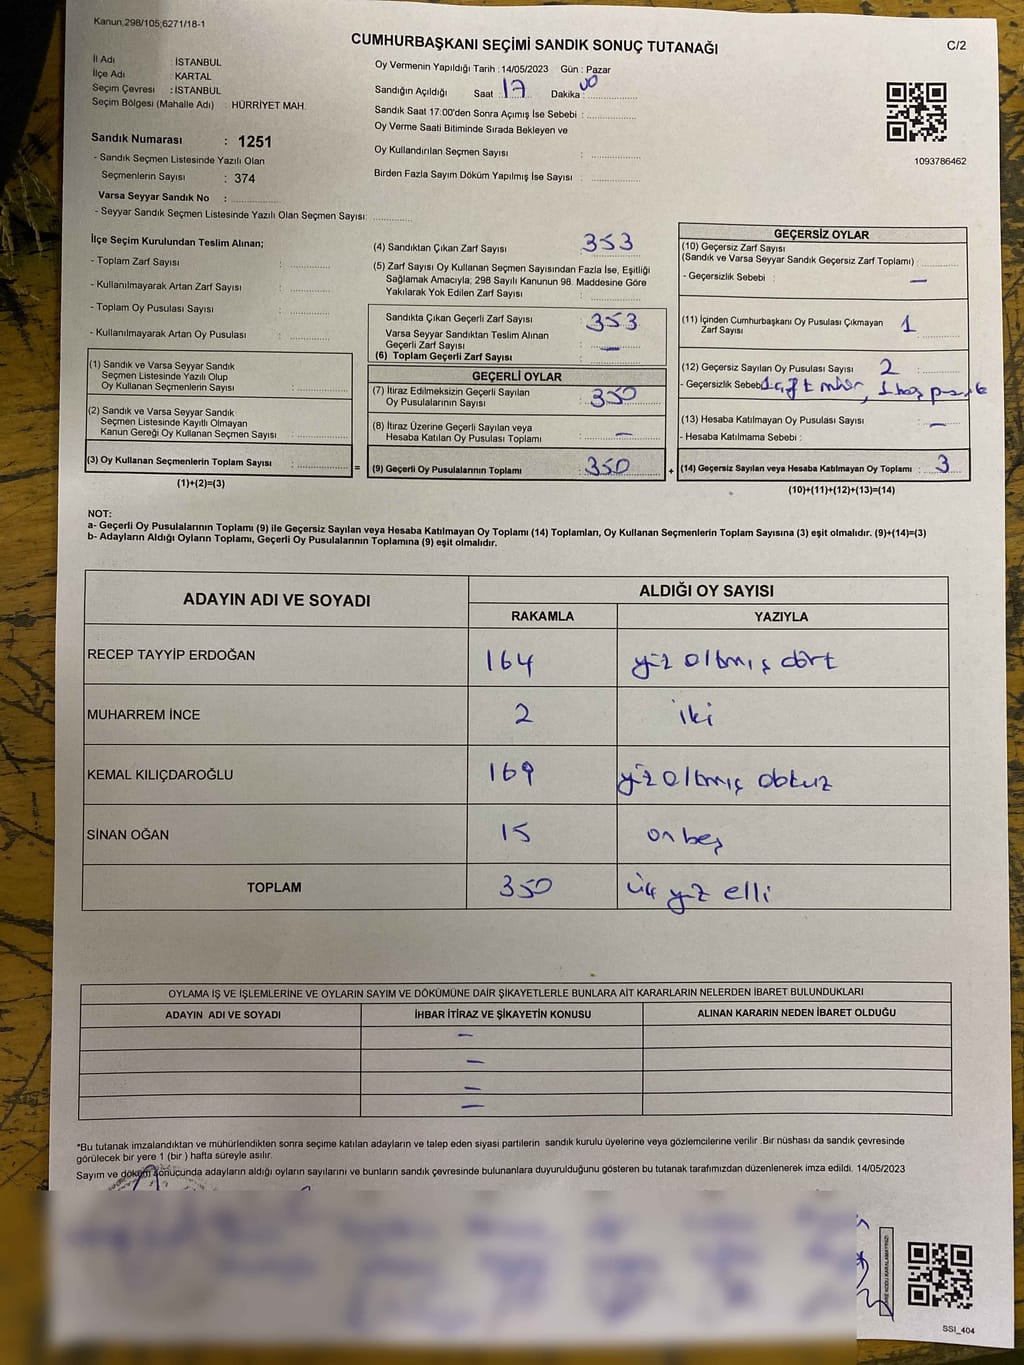 Kanun;298/105;6271/18-1
CUMHURBAŞKANI SEÇİMİ SANDIK SONUÇ TUTANAĞI
C/2
İl Adı : İSTANBUL
İlçe Adı : KARTAL
Seçim Çevresi : İSTANBUL
Seçim Bölgesi (Mahalle Adı) : HÜRRİYET MAH.
Sandık Numarası : 1251
- Sandık Seçmen Listesinde Yazılı Olan
Seçmenlerin Sayısı : 374
Varsa Seyyar Sandık No :
- Seyyar Sandık Seçmen Listesinde Yazılı Olan Seçmen Sayısı:
Oy Vermenin Yapıldığı Tarih : 14/05/2023 Gün : Pazar
Sandığın Açıldığı Saat : 17 Dakika : 00
Sandık Saat 17:00'den Sonra Açımış İse Sebebi :
Oy Verme Saati Bitiminde Sırada Bekleyen ve
Oy Kullandırılan Seçmen Sayısı :
Birden Fazla Sayım Döküm Yapılmış İse Sayısı :
1093786462
İlçe Seçim Kurulundan Teslim Alınan;
- Toplam Zarf Sayısı :
- Kullanılmayarak Artan Zarf Sayısı :
- Toplam Oy Pusulası Sayısı :
- Kullanılmayarak Artan Oy Pusulası :
(1) Sandık ve Varsa Seyyar Sandık
Seçmen Listesinde Yazılı Olup
Oy Kullanan Seçmenlerin Sayısı :
(2) Sandık ve Varsa Seyyar Sandık
Seçmen Listesinde Kayıtlı Olmayan
Kanun Gereği Oy Kullanan Seçmen Sayısı :
(3) Oy Kullanan Seçmenlerin Toplam Sayısı :
(1)+(2)=(3)
=
(4) Sandıktan Çıkan Zarf Sayısı 353
(5) Zarf Sayısı Oy Kullanan Seçmen Sayısından Fazla İse, Eşitliği
Sağlamak Amacıyla; 298 Sayılı Kanunun 98. Maddesine Göre
Yakılarak Yok Edilen Zarf Sayısı :
Sandıkta Çıkan Geçerli Zarf Sayısı : 353
Varsa Seyyar Sandıktan Teslim Alınan
Geçerli Zarf Sayısı : —
(6) Toplam Geçerli Zarf Sayısı :
GEÇERLİ OYLAR
(7) İtiraz Edilmeksizin Geçerli Sayılan
Oy Pusulalarının Sayısı : 350
(8) İtiraz Üzerine Geçerli Sayılan veya
Hesaba Katılan Oy Pusulası Toplamı : —
(9) Geçerli Oy Pusulalarının Toplamı : 350
+
GEÇERSİZ OYLAR
(10) Geçersiz Zarf Sayısı
(Sandık ve Varsa Seyyar Sandık Geçersiz Zarf Toplamı) :
- Geçersizlik Sebebi : —
(11) İçinden Cumhurbaşkanı Oy Pusulası Çıkmayan
Zarf Sayısı : 1
(12) Geçersiz Sayılan Oy Pusulası Sayısı : 2
- Geçersizlik Sebebi 1 çift mühür, 1 boş
(13) Hesaba Katılmayan Oy Pusulası Sayısı : —
- Hesaba Katılmama Sebebi :
(14) Geçersiz Sayılan veya Hesaba Katılmayan Oy Toplamı : 3
(10)+(11)+(12)+(13)=(14)
NOT:
a- Geçerli Oy Pusulalarının Toplamı (9) ile Geçersiz Sayılan veya Hesaba Katılmayan Oy Toplamı (14) Toplamları, Oy Kullanan Seçmenlerin Toplam Sayısına (3) eşit olmalıdır. (9)+(14)=(3)
b- Adayların Aldığı Oyların Toplamı, Geçerli Oy Pusulalarının Toplamına (9) eşit olmalıdır.
ADAYIN ADI VE SOYADI
ALDIĞI OY SAYISI
RAKAMLA YAZIYLA
RECEP TAYYİP ERDOĞAN 164 yüz altmış dört
MUHARREM İNCE 2 iki
KEMAL KILIÇDAROĞLU 169 yüz altmış dokuz
SİNAN OĞAN 15 on beş
TOPLAM 350 üç yüz elli
OYLAMA İŞ VE İŞLEMLERİNE VE OYLARIN SAYIM VE DÖKÜMÜNE DAİR ŞİKAYETLERLE BUNLARA AİT KARARLARIN NELERDEN İBARET BULUNDUKLARI
ADAYIN ADI VE SOYADI İHBAR İTİRAZ VE ŞİKAYETİN KONUSU ALINAN KARARIN NEDEN İBARET OLDUĞU
—
—
—
—
*Bu tutanak imzalandıktan ve mühürlendikten sonra seçime katılan adayların ve talep eden siyasi partilerin sandık kurulu üyelerine veya gözlemcilerine verilir .Bir nüshası da sandık çevresinde
görülecek bir yere 1 (bir ) hafta süreyle asılır.
Sayım ve döküm sonucunda adayların aldığı oyların sayılarını ve bunların sandık çevresinde bulunanlara duyurulduğunu gösteren bu tutanak tarafımızdan düzenlenerek imza edildi. 14/05/2023
KODU KARALAMAYINIZ!
SSI_404